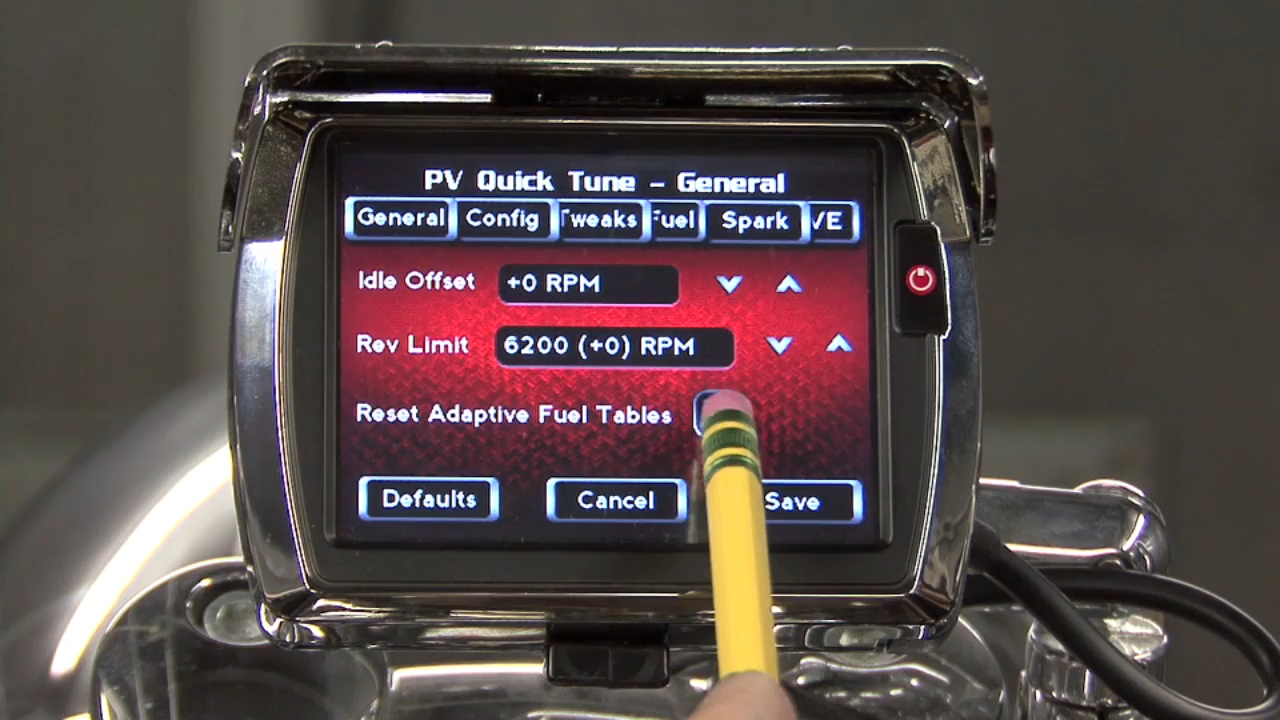 PV Quick Tune - General
General Config Tweaks Fuel Spark VE
Idle Offset +0 RPM
Rev Limit 6200 (+0) RPM
Reset Adaptive Fuel Tables
Defaults Cancel Save